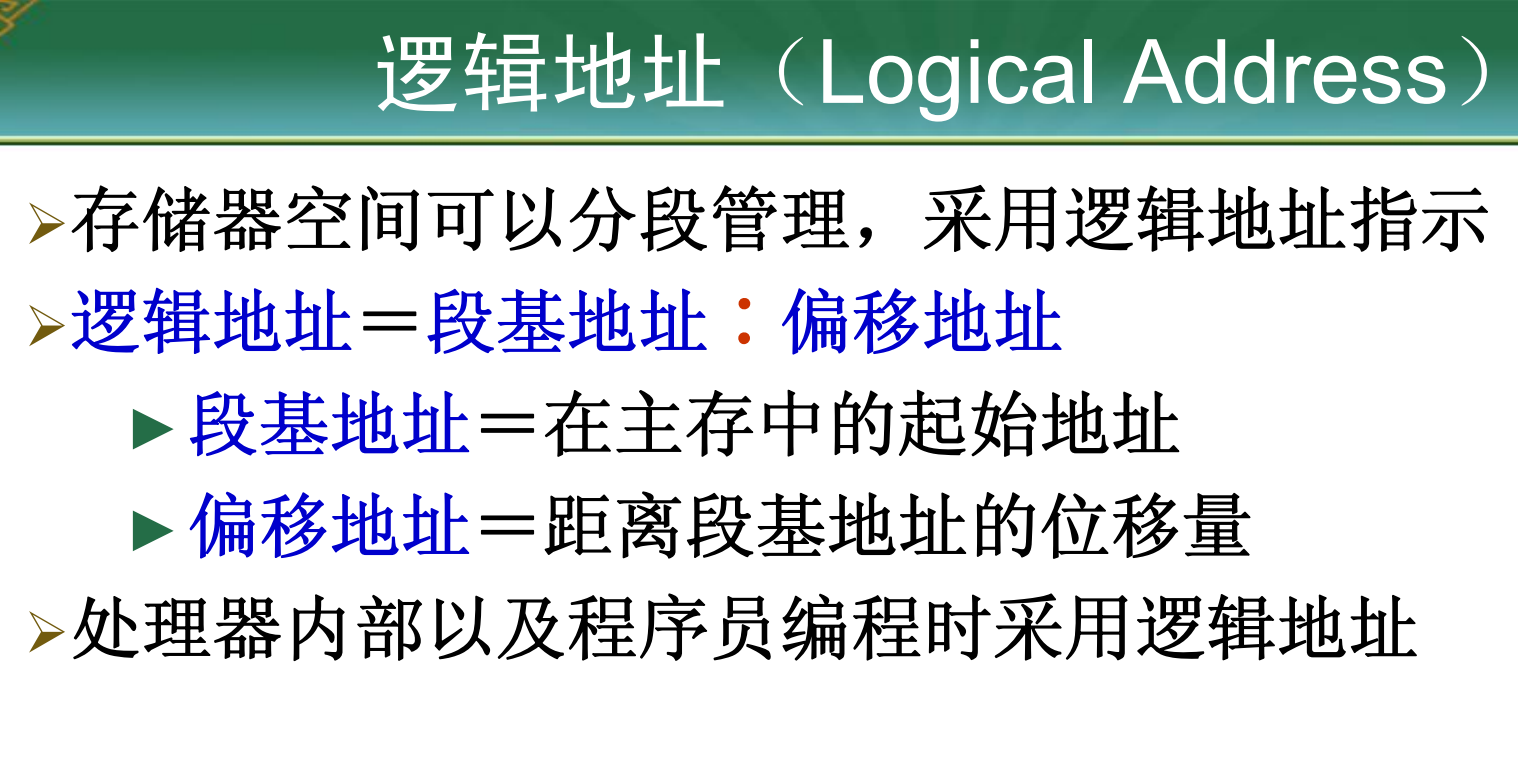 逻辑地址（Logical Address）
存储器空间可以分段管理，采用逻辑地址指示
逻辑地址＝段基地址：偏移地址
段基地址＝在主存中的起始地址
偏移地址＝距离段基地址的位移量
处理器内部以及程序员编程时采用逻辑地址